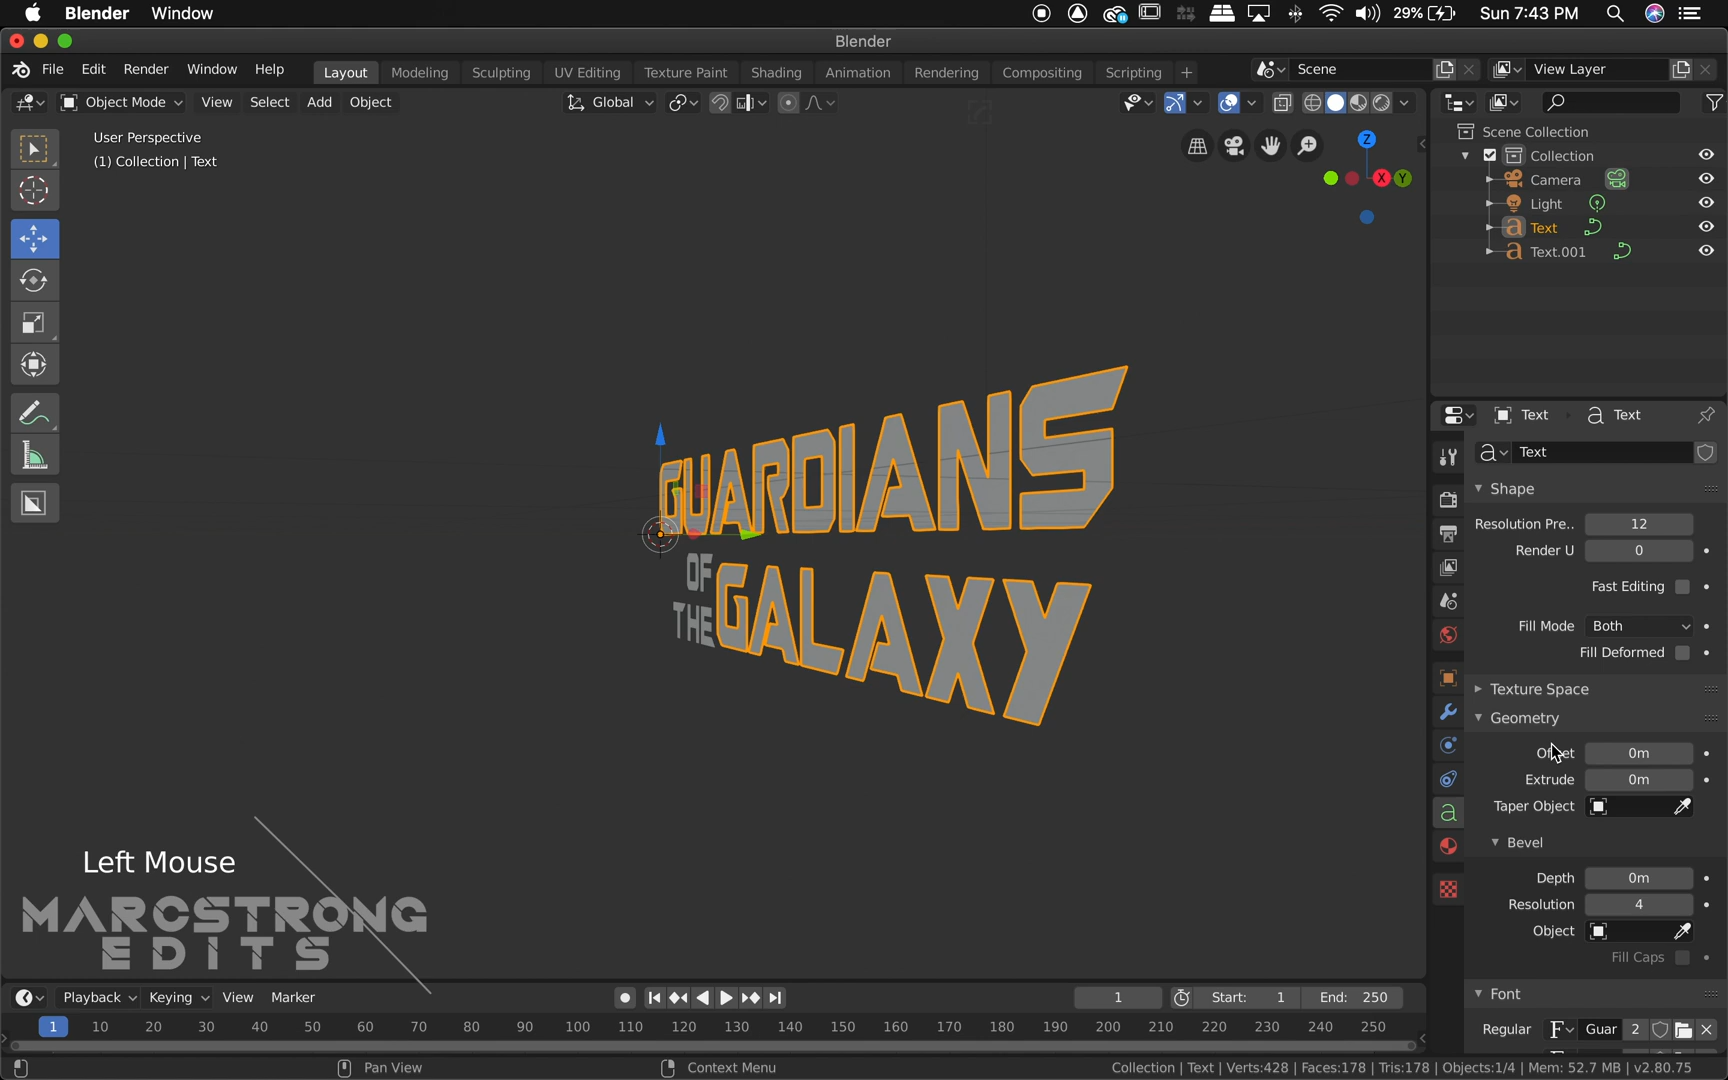 Blender Window 29% Sun 7:43 PM
Blender
File Edit Render Window Help Layout Modeling Sculpting UV Editing Texture Paint Shading Animation Rendering Compositing Scripting + Scene View Layer
Object Mode View Select Add Object Global
User Perspective
(1) Collection | Text
Z
X Y
Scene Collection
Collection
Camera
Light
Text
Text.001
Text Text
Text
Shape
Resolution Pre.. 12
Render U 0
Fast Editing
Fill Mode Both
Fill Deformed
Texture Space
Geometry
Offset 0m
Extrude 0m
Taper Object
Bevel
Depth 0m
Resolution 4
Object
Fill Caps
Font
Regular F Guar 2
GUARDIANS
OF
THE GALAXY
Left Mouse
MARCSTRONG
EDITS
Playback Keying View Marker 1 Start: 1 End: 250
1 10 20 30 40 50 60 70 80 90 100 110 120 130 140 150 160 170 180 190 200 210 220 230 240 250
Pan View Context Menu Collection | Text | Verts:428 | Faces:178 | Tris:178 | Objects:1/4 | Mem: 52.7 MB | v2.80.75